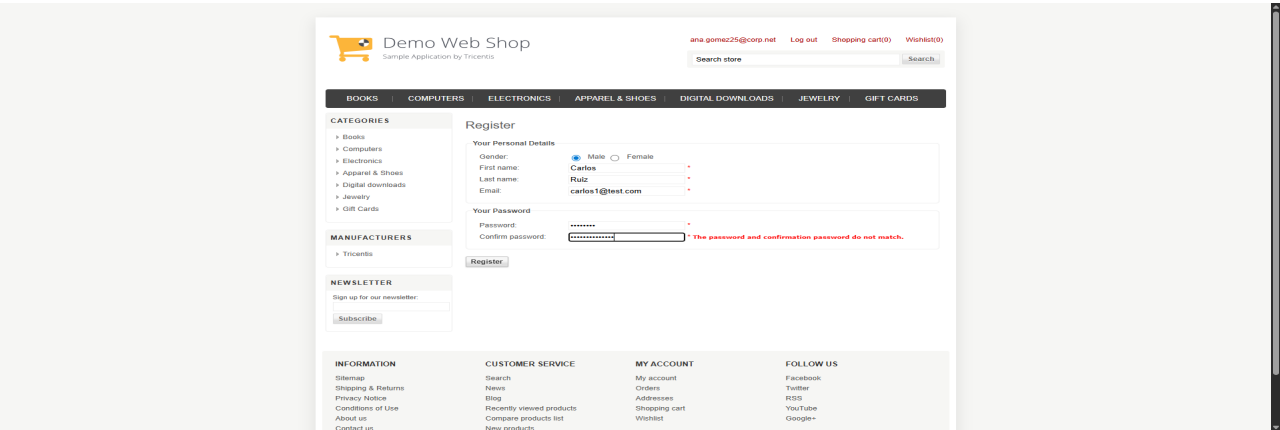 Demo Web Shop
Sample Application by Tricentis
ana.gomez25@corp.net Log out Shopping cart(0) Wishlist(0)
Search store Search
BOOKS COMPUTERS ELECTRONICS APPAREL & SHOES DIGITAL DOWNLOADS JEWELRY GIFT CARDS
CATEGORIES
Books
Computers
Electronics
Apparel & Shoes
Digital downloads
Jewelry
Gift Cards
MANUFACTURERS
Tricentis
NEWSLETTER
Sign up for our newsletter:
Subscribe
Register
Your Personal Details
Gender: Male Female
First name: Carlos *
Last name: Ruiz *
Email: carlos1@test.com *
Your Password
Password: •••••••• *
Confirm password: •••••••••••••• * The password and confirmation password do not match.
Register
INFORMATION
Sitemap
Shipping & Returns
Privacy Notice
Conditions of Use
About us
Contact us
CUSTOMER SERVICE
Search
News
Blog
Recently viewed products
Compare products list
New products
MY ACCOUNT
My account
Orders
Addresses
Shopping cart
Wishlist
FOLLOW US
Facebook
Twitter
RSS
YouTube
Google+